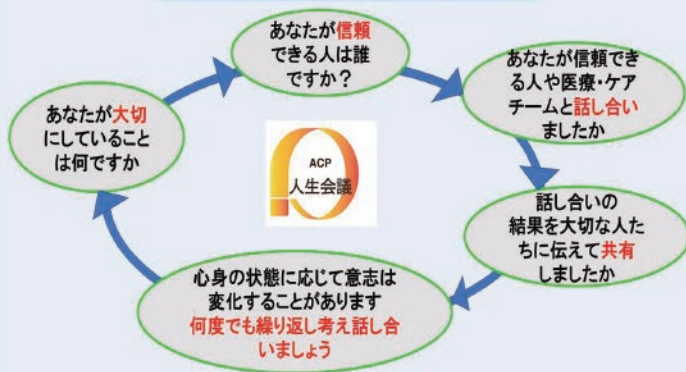 あなたが信頼
できる人は誰
ですか？
あなたが信頼でき
る人や医療・ケア
チームと話し合い
ましたか
話し合いの
結果を大切な人た
ちに伝えて共有
しましたか
心身の状態に応じて意志は
変化することがあります
何度でも繰り返し考え話し合
いましょう
あなたが大切
にしていること
は何ですか
ACP
人生会議